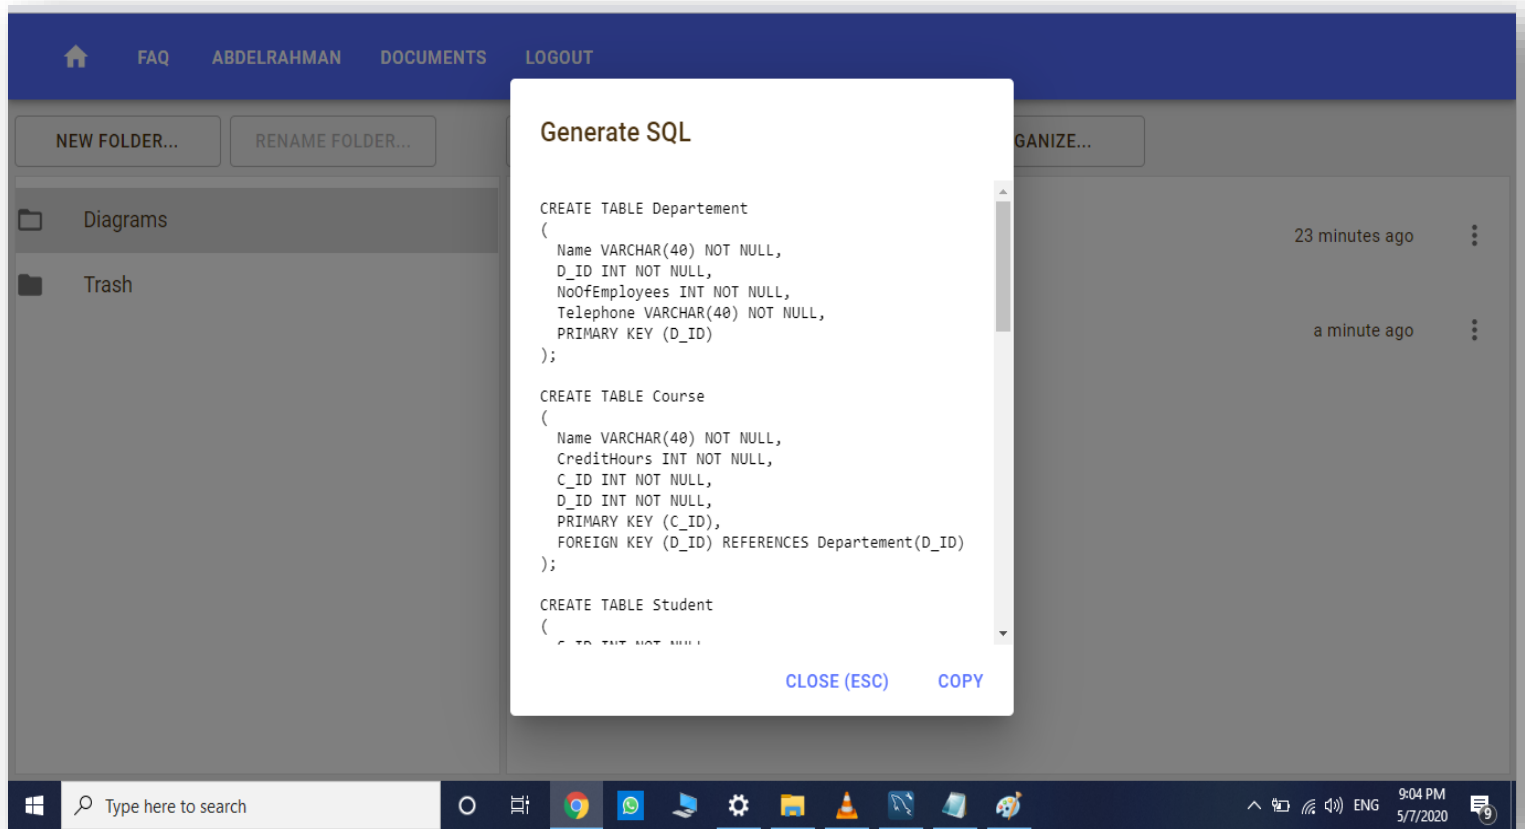 FAQ
ABDELRAHMAN
DOCUMENTS
LOGOUT
NEW FOLDER...
RENAME FOLDER...
GANIZE...
Diagrams
Trash
23 minutes ago
a minute ago
Generate SQL
CREATE TABLE Departement
(
Name VARCHAR(40) NOT NULL,
D_ID INT NOT NULL,
NoOfEmployees INT NOT NULL,
Telephone VARCHAR(40) NOT NULL,
PRIMARY KEY (D_ID)
);
CREATE TABLE Course
(
Name VARCHAR(40) NOT NULL,
CreditHours INT NOT NULL,
C_ID INT NOT NULL,
D_ID INT NOT NULL,
PRIMARY KEY (C_ID),
FOREIGN KEY (D_ID) REFERENCES Departement(D_ID)
);
CREATE TABLE Student
(
CLOSE (ESC)
COPY
Type here to search
ENG
9:04 PM
5/7/2020
9